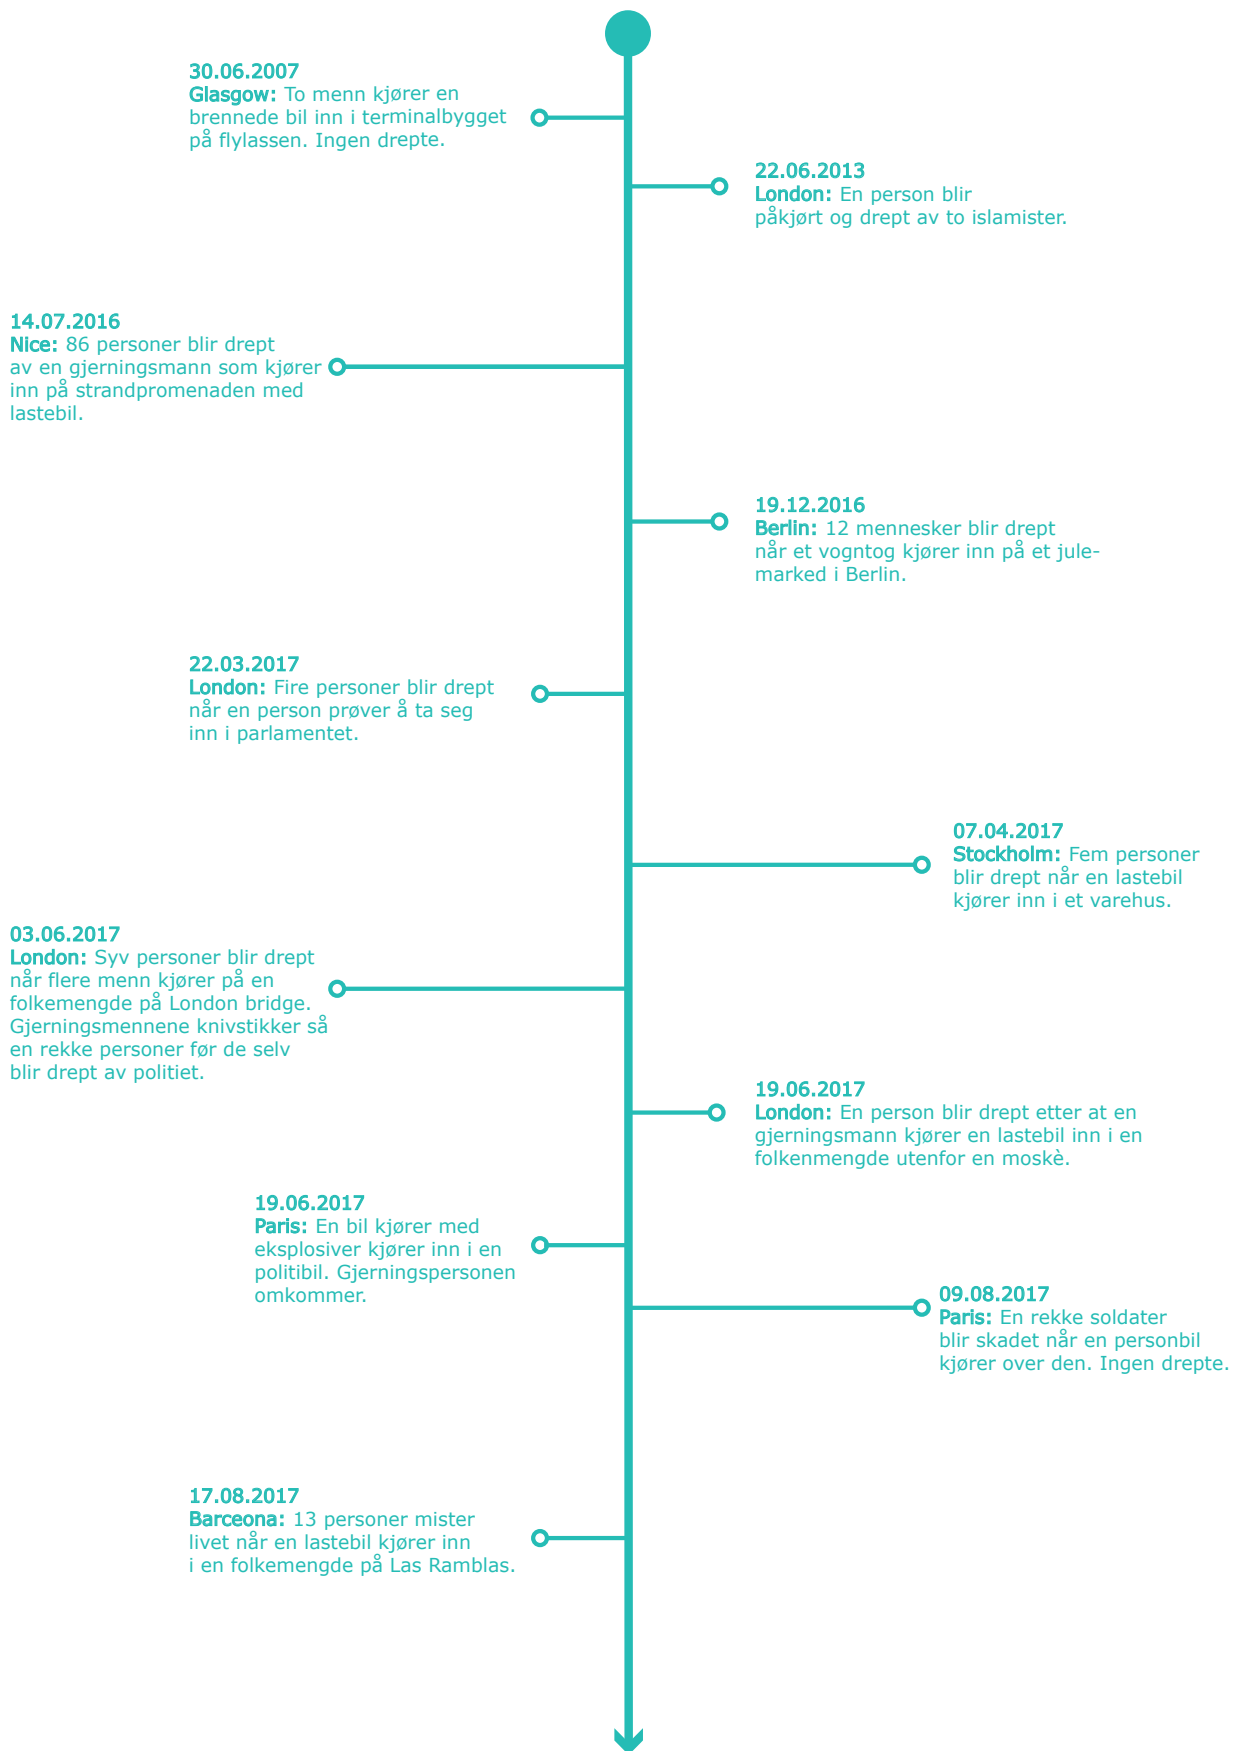 30.06.2007
Glasgow: To menn kjører en
brennede bil inn i terminalbygget
på flylassen. Ingen drepte.
22.06.2013
London: En person blir
påkjørt og drept av to islamister.
14.07.2016
Nice: 86 personer blir drept
av en gjerningsmann som kjører
inn på strandpromenaden med
lastebil.
19.12.2016
Berlin: 12 mennesker blir drept
når et vogntog kjører inn på et jule-
marked i Berlin.
22.03.2017
London: Fire personer blir drept
når en person prøver å ta seg
inn i parlamentet.
07.04.2017
Stockholm: Fem personer
blir drept når en lastebil
kjører inn i et varehus.
03.06.2017
London: Syv personer blir drept
når flere menn kjører på en
folkemengde på London bridge.
Gjerningsmennene knivstikker så
en rekke personer før de selv
blir drept av politiet.
19.06.2017
London: En person blir drept etter at en
gjerningsmann kjører en lastebil inn i en
folkenmengde utenfor en moskè.
19.06.2017
Paris: En bil kjører med
eksplosiver kjører inn i en
politibil. Gjerningspersonen
omkommer.
09.08.2017
Paris: En rekke soldater
blir skadet når en personbil
kjører over den. Ingen drepte.
17.08.2017
Barceona: 13 personer mister
livet når en lastebil kjører inn
i en folkemengde på Las Ramblas.